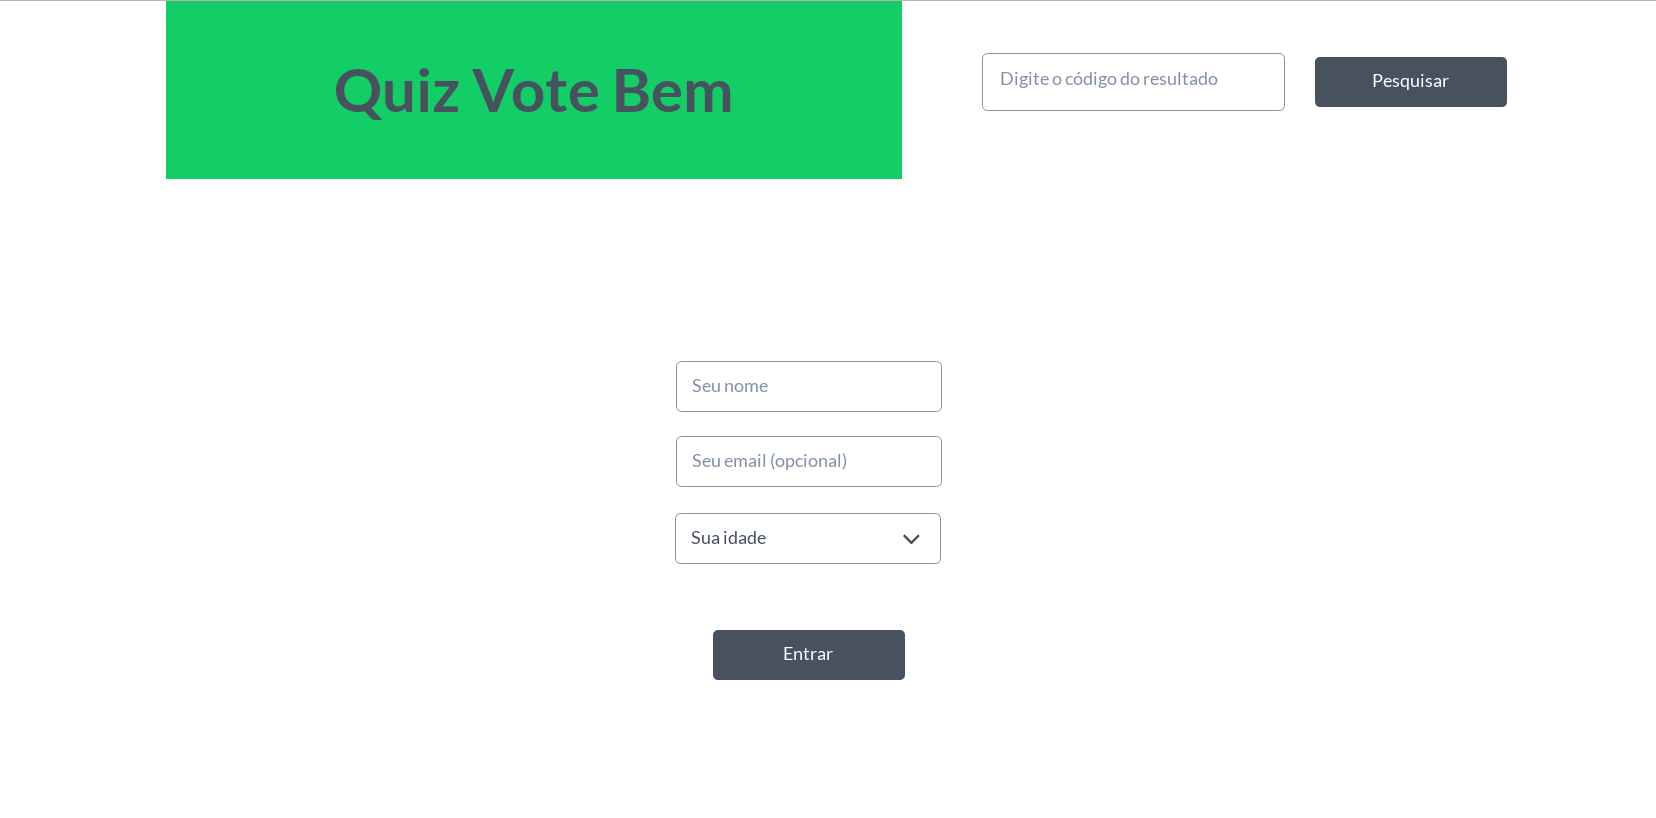 Quiz Vote Bem
Digite o código do resultado
Pesquisar
Seu nome
Seu email (opcional)
Sua idade
Entrar